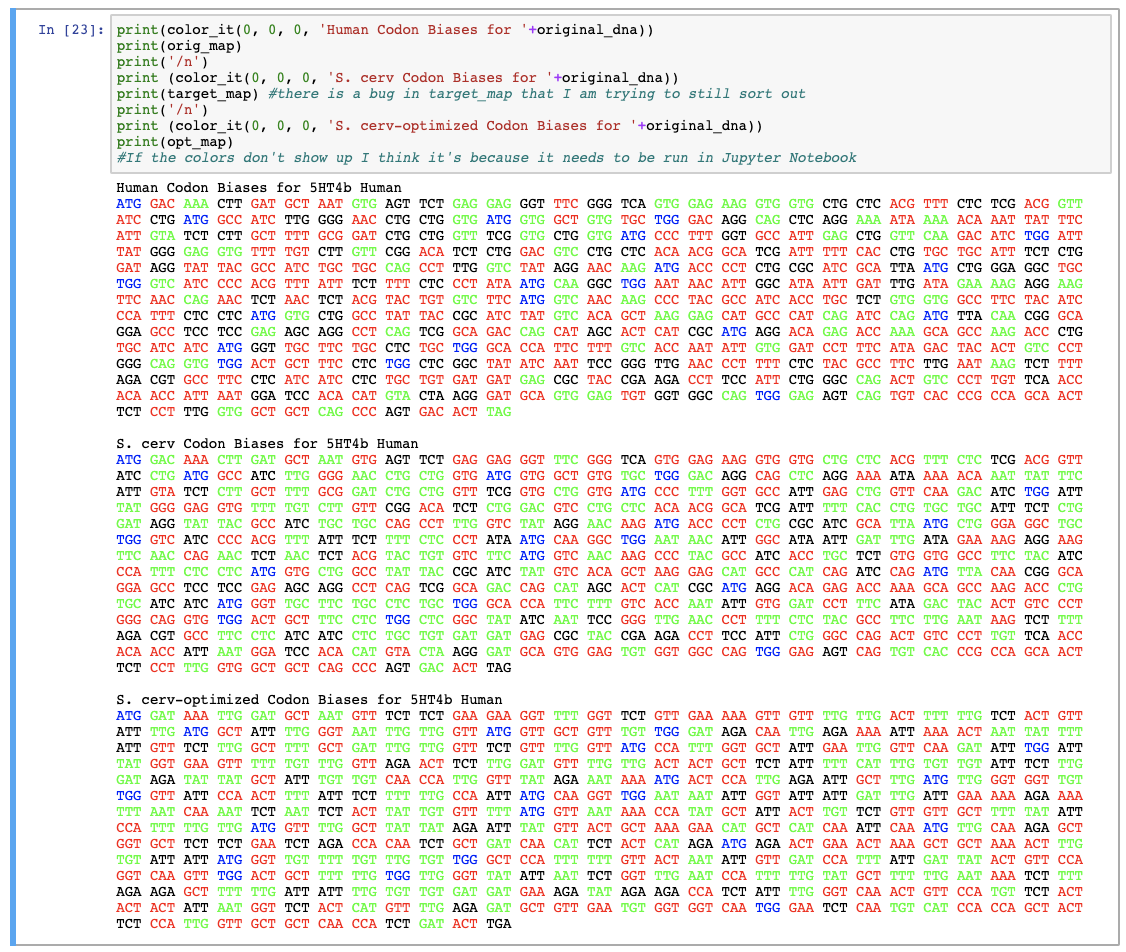 In [23]:
print(color_it(0, 0, 0, 'Human Codon Biases for '+original_dna))
print(orig_map)
print('/n')
print (color_it(0, 0, 0, 'S. cerv Codon Biases for '+original_dna))
print(target_map) #there is a bug in target_map that I am trying to still sort out
print('/n')
print (color_it(0, 0, 0, 'S. cerv-optimized Codon Biases for '+original_dna))
print(opt_map)
#If the colors don't show up I think it's because it needs to be run in Jupyter Notebook
Human Codon Biases for 5HT4b Human
ATG GAC AAA CTT GAT GCT AAT GTG AGT TCT GAG GAG GGT TTC GGG TCA GTG GAG AAG GTG GTG CTG CTC ACG TTT CTC TCG ACG GTT
ATC CTG ATG GCC ATC TTG GGG AAC CTG CTG GTG ATG GTG GCT GTG TGC TGG GAC AGG CAG CTC AGG AAA ATA AAA ACA AAT TAT TTC
ATT GTA TCT CTT GCT TTT GCG GAT CTG CTG GTT TCG GTG CTG GTG ATG CCC TTT GGT GCC ATT GAG CTG GTT CAA GAC ATC TGG ATT
TAT GGG GAG GTG TTT TGT CTT GTT CGG ACA TCT CTG GAC GTC CTG CTC ACA ACG GCA TCG ATT TTT CAC CTG TGC TGC ATT TCT CTG
GAT AGG TAT TAC GCC ATC TGC TGC CAG CCT TTG GTC TAT AGG AAC AAG ATG ACC CCT CTG CGC ATC GCA TTA ATG CTG GGA GGC TGC
TGG GTC ATC CCC ACG TTT ATT TCT TTT CTC CCT ATA ATG CAA GGC TGG AAT AAC ATT GGC ATA ATT GAT TTG ATA GAA AAG AGG AAG
TTC AAC CAG AAC TCT AAC TCT ACG TAC TGT GTC TTC ATG GTC AAC AAG CCC TAC GCC ATC ACC TGC TCT GTG GTG GCC TTC TAC ATC
CCA TTT CTC CTC ATG GTG CTG GCC TAT TAC CGC ATC TAT GTC ACA GCT AAG GAG CAT GCC CAT CAG ATC CAG ATG TTA CAA CGG GCA
GGA GCC TCC TCC GAG AGC AGG CCT CAG TCG GCA GAC CAG CAT AGC ACT CAT CGC ATG AGG ACA GAG ACC AAA GCA GCC AAG ACC CTG
TGC ATC ATC ATG GGT TGC TTC TGC CTC TGC TGG GCA CCA TTC TTT GTC ACC AAT ATT GTG GAT CCT TTC ATA GAC TAC ACT GTC CCT
GGG CAG GTG TGG ACT GCT TTC CTC TGG CTC GGC TAT ATC AAT TCC GGG TTG AAC CCT TTT CTC TAC GCC TTC TTG AAT AAG TCT TTT
AGA CGT GCC TTC CTC ATC ATC CTC TGC TGT GAT GAT GAG CGC TAC CGA AGA CCT TCC ATT CTG GGC CAG ACT GTC CCT TGT TCA ACC
ACA ACC ATT AAT GGA TCC ACA CAT GTA CTA AGG GAT GCA GTG GAG TGT GGT GGC CAG TGG GAG AGT CAG TGT CAC CCG CCA GCA ACT
TCT CCT TTG GTG GCT GCT CAG CCC AGT GAC ACT TAG
S. cerv Codon Biases for 5HT4b Human
ATG GAC AAA CTT GAT GCT AAT GTG AGT TCT GAG GAG GGT TTC GGG TCA GTG GAG AAG GTG GTG CTG CTC ACG TTT CTC TCG ACG GTT
ATC CTG ATG GCC ATC TTG GGG AAC CTG CTG GTG ATG GTG GCT GTG TGC TGG GAC AGG CAG CTC AGG AAA ATA AAA ACA AAT TAT TTC
ATT GTA TCT CTT GCT TTT GCG GAT CTG CTG GTT TCG GTG CTG GTG ATG CCC TTT GGT GCC ATT GAG CTG GTT CAA GAC ATC TGG ATT
TAT GGG GAG GTG TTT TGT CTT GTT CGG ACA TCT CTG GAC GTC CTG CTC ACA ACG GCA TCG ATT TTT CAC CTG TGC TGC ATT TCT CTG
GAT AGG TAT TAC GCC ATC TGC TGC CAG CCT TTG GTC TAT AGG AAC AAG ATG ACC CCT CTG CGC ATC GCA TTA ATG CTG GGA GGC TGC
TGG GTC ATC CCC ACG TTT ATT TCT TTT CTC CCT ATA ATG CAA GGC TGG AAT AAC ATT GGC ATA ATT GAT TTG ATA GAA AAG AGG AAG
TTC AAC CAG AAC TCT AAC TCT ACG TAC TGT GTC TTC ATG GTC AAC AAG CCC TAC GCC ATC ACC TGC TCT GTG GTG GCC TTC TAC ATC
CCA TTT CTC CTC ATG GTG CTG GCC TAT TAC CGC ATC TAT GTC ACA GCT AAG GAG CAT GCC CAT CAG ATC CAG ATG TTA CAA CGG GCA
GGA GCC TCC TCC GAG AGC AGG CCT CAG TCG GCA GAC CAG CAT AGC ACT CAT CGC ATG AGG ACA GAG ACC AAA GCA GCC AAG ACC CTG
TGC ATC ATC ATG GGT TGC TTC TGC CTC TGC TGG GCA CCA TTC TTT GTC ACC AAT ATT GTG GAT CCT TTC ATA GAC TAC ACT GTC CCT
GGG CAG GTG TGG ACT GCT TTC CTC TGG CTC GGC TAT ATC AAT TCC GGG TTG AAC CCT TTT CTC TAC GCC TTC TTG AAT AAG TCT TTT
AGA CGT GCC TTC CTC ATC ATC CTC TGC TGT GAT GAT GAG CGC TAC CGA AGA CCT TCC ATT CTG GGC CAG ACT GTC CCT TGT TCA ACC
ACA ACC ATT AAT GGA TCC ACA CAT GTA CTA AGG GAT GCA GTG GAG TGT GGT GGC CAG TGG GAG AGT CAG TGT CAC CCG CCA GCA ACT
TCT CCT TTG GTG GCT GCT CAG CCC AGT GAC ACT TAG
S. cerv-optimized Codon Biases for 5HT4b Human
ATG GAT AAA TTG GAT GCT AAT GTT TCT TCT GAA GAA GGT TTT GGT TCT GTT GAA AAA GTT GTT TTG TTG ACT TTT TTG TCT ACT GTT
ATT TTG ATG GCT ATT TTG GGT AAT TTG TTG GTT ATG GTT GCT GTT TGT TGG GAT AGA CAA TTG AGA AAA ATT AAA ACT AAT TAT TTT
ATT GTT TCT TTG GCT TTT GCT GAT TTG TTG GTT TCT GTT TTG GTT ATG CCA TTT GGT GCT ATT GAA TTG GTT CAA GAT ATT TGG ATT
TAT GGT GAA GTT TTT TGT TTG GTT AGA ACT TCT TTG GAT GTT TTG TTG ACT ACT GCT TCT ATT TTT CAT TTG TGT TGT ATT TCT TTG
GAT AGA TAT TAT GCT ATT TGT TGT CAA CCA TTG GTT TAT AGA AAT AAA ATG ACT CCA TTG AGA ATT GCT TTG ATG TTG GGT GGT TGT
TGG GTT ATT CCA ACT TTT ATT TCT TTT TTG CCA ATT ATG CAA GGT TGG AAT AAT ATT GGT ATT ATT GAT TTG ATT GAA AAA AGA AAA
TTT AAT CAA AAT TCT AAT TCT ACT TAT TGT GTT TTT ATG GTT AAT AAA CCA TAT GCT ATT ACT TGT TCT GTT GTT GCT TTT TAT ATT
CCA TTT TTG TTG ATG GTT TTG GCT TAT TAT AGA ATT TAT GTT ACT GCT AAA GAA CAT GCT CAT CAA ATT CAA ATG TTG CAA AGA GCT
GGT GCT TCT TCT GAA TCT AGA CCA CAA TCT GCT GAT CAA CAT TCT ACT CAT AGA ATG AGA ACT GAA ACT AAA GCT GCT AAA ACT TTG
TGT ATT ATT ATG GGT TGT TTT TGT TTG TGT TGG GCT CCA TTT TTT GTT ACT AAT ATT GTT GAT CCA TTT ATT GAT TAT ACT GTT CCA
GGT CAA GTT TGG ACT GCT TTT TTG TGG TTG GGT TAT ATT AAT TCT GGT TTG AAT CCA TTT TTG TAT GCT TTT TTG AAT AAA TCT TTT
AGA AGA GCT TTT TTG ATT ATT TTG TGT TGT GAT GAT GAA AGA TAT AGA AGA CCA TCT ATT TTG GGT CAA ACT GTT CCA TGT TCT ACT
ACT ACT ATT AAT GGT TCT ACT CAT GTT TTG AGA GAT GCT GTT GAA TGT GGT GGT CAA TGG GAA TCT CAA TGT CAT CCA CCA GCT ACT
TCT CCA TTG GTT GCT GCT CAA CCA TCT GAT ACT TGA